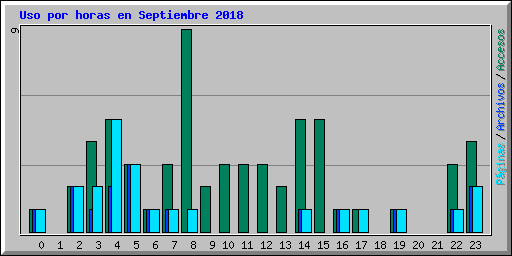 Uso por horas en Septiembre 2018
9
Páginas / Archivos / Accesos
0 1 2 3 4 5 6 7 8 9 10 11 12 13 14 15 16 17 18 19 20 21 22 23